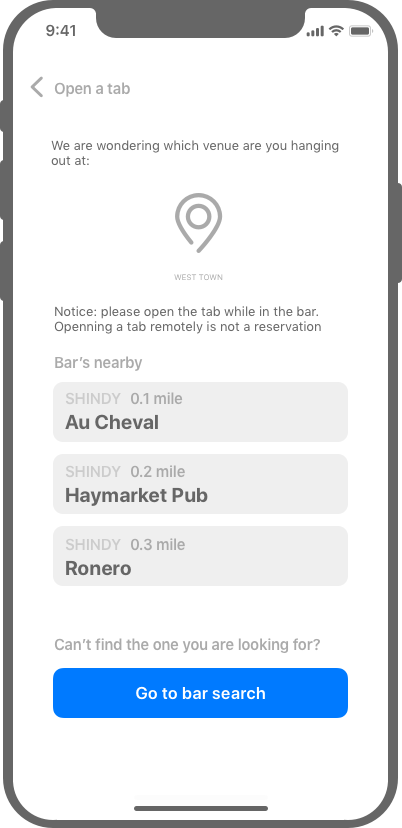 9:41
Open a tab
We are wondering which venue are you hanging
out at:
WEST TOWN
Notice: please open the tab while in the bar.
Openning a tab remotely is not a reservation
Bar's nearby
SHINDY 0.1 mile
Au Cheval
SHINDY 0.2 mile
Haymarket Pub
SHINDY 0.3 mile
Ronero
Can't find the one you are looking for?
Go to bar search